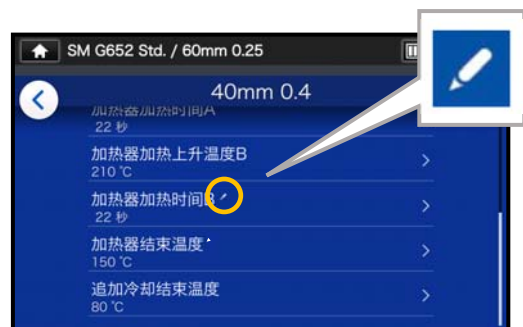 SM G652 Std. / 60mm 0.25
40mm 0.4
加热器加热时间A
22 秒
加热器加热上升温度B
210 ℃
加热器加热时间B
22 秒
加热器结束温度
150 ℃
追加冷却结束温度
80 ℃